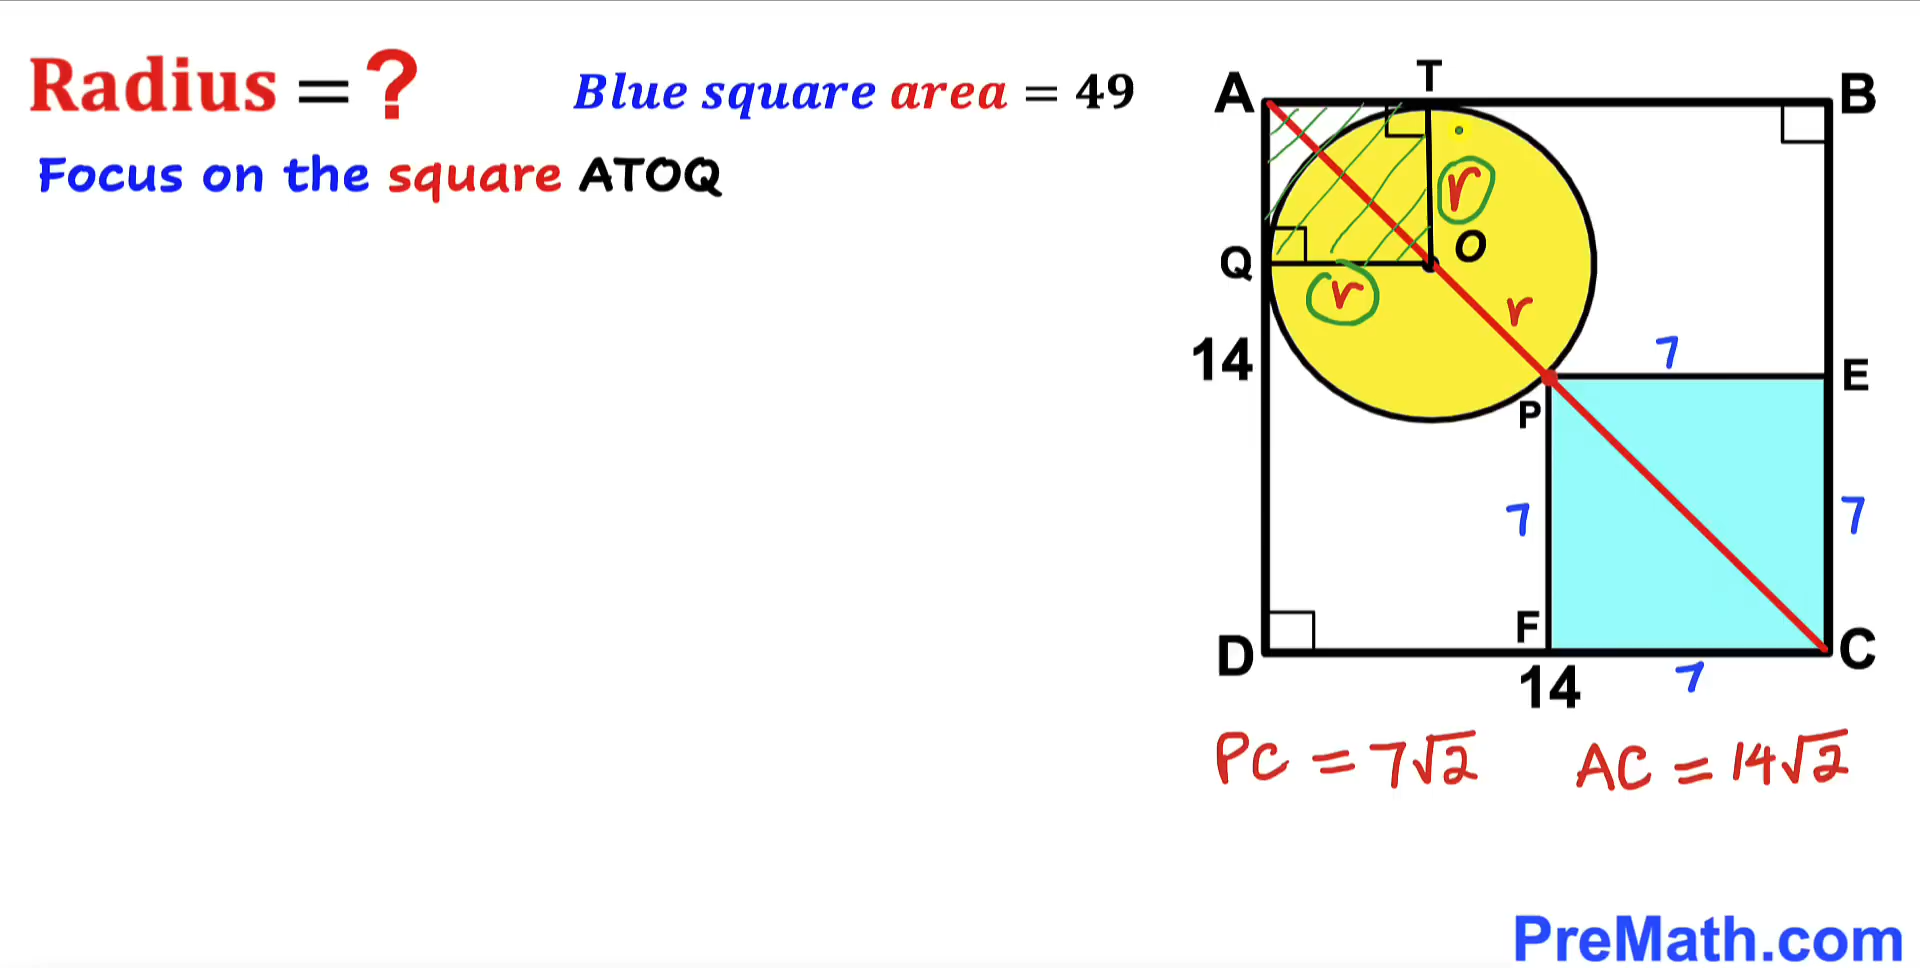 Radius = ?
Blue square area = 49
Focus on the square ATOQ
T
A
B
r
O
Q
r
r
14
7
E
P
7
7
F
D
C
14
7
PC = 7√2
AC = 14√2
PreMath.com